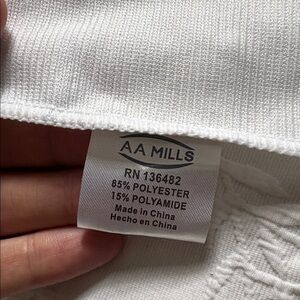 AA MILLS
RN 136482
85% POLYESTER
15% POLYAMIDE
Made in China
Hecho en China